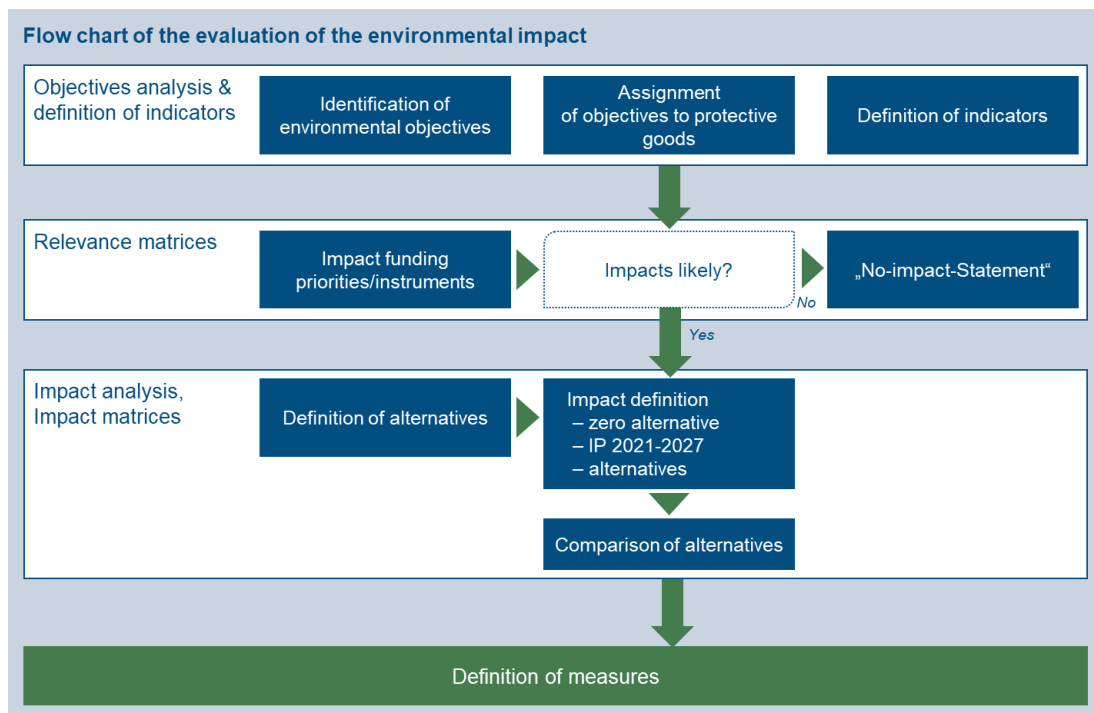 Flow chart of the evaluation of the environmental impact
Objectives analysis &
definition of indicators
Identification of
environmental objectives
Assignment
of objectives to protective
goods
Definition of indicators
Relevance matrices
Impact funding
priorities/instruments
Impacts likely?
No
„No-impact-Statement“
Yes
Impact analysis,
Impact matrices
Definition of alternatives
Impact definition
– zero alternative
– IP 2021-2027
– alternatives
Comparison of alternatives
Definition of measures